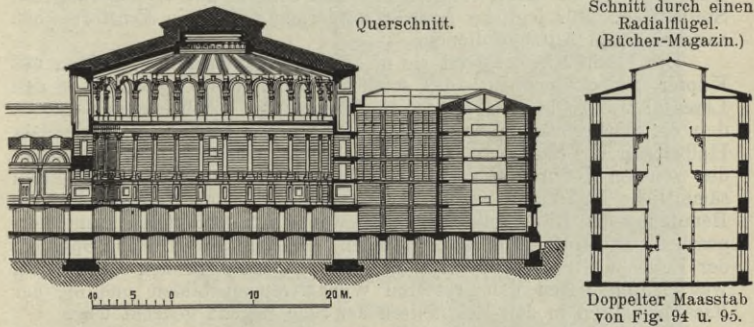 Querschnitt.
Schnitt durch einen
Radialflügel.
(Bücher-Magazin.)
10 5 0 10 20 M.
Doppelter Maasstab
von Fig. 94 u. 95.